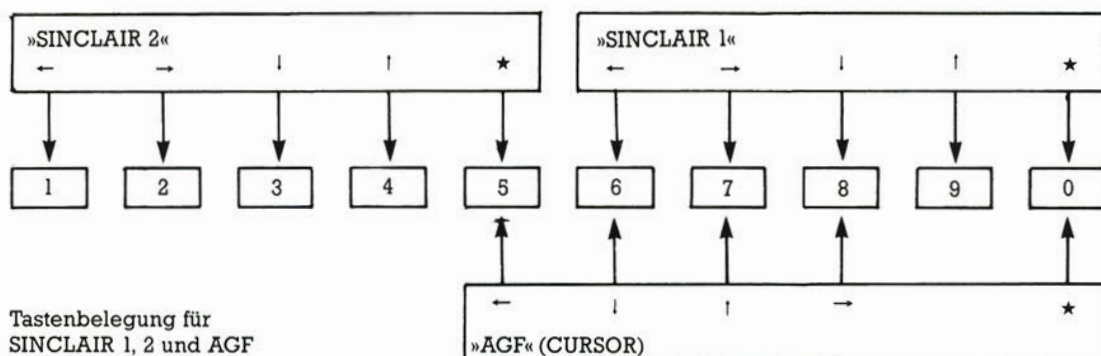 »SINCLAIR 2« »SINCLAIR 1«
← → ↓ ↑ ★ ← → ↓ ↑ ★
1 2 3 4 5 6 7 8 9 0
← ↓ ↑ → ★
Tastenbelegung für
SINCLAIR 1, 2 und AGF
»AGF« (CURSOR)